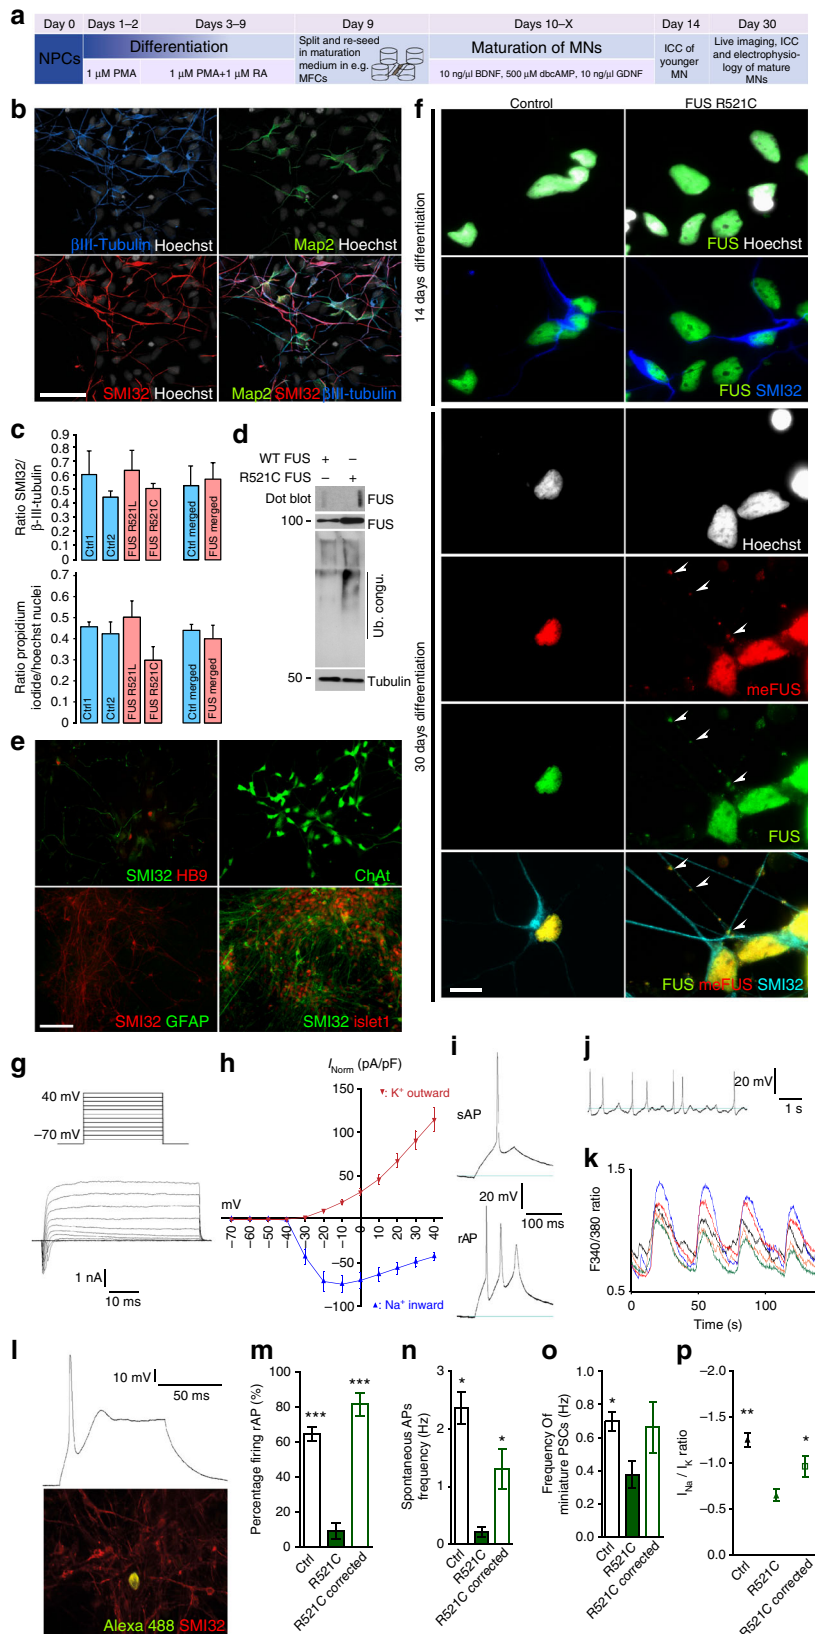 a
Day 0 Days 1–2 Days 3–9 Day 9 Days 10–X Day 14 Day 30
NPCs
Differentiation
1 µM PMA
1 µM PMA+1 µM RA
Split and re-seed
in maturation
medium in e.g.
MFCs
Maturation of MNs
10 ng/µl BDNF, 500 µM dbcAMP, 10 ng/µl GDNF
ICC of
younger
MN
Live imaging, ICC
and electrophysio-
logy of mature
MNs
b
βIII-Tubulin Hoechst
Map2 Hoechst
SMI32 Hoechst
Map2 SMI32 βIII-tubulin
c
Ratio SMI32/
β-III-tubulin
0.9
0.8
0.7
0.6
0.5
0.4
0.3
0.2
0.1
0
Ctrl1
Ctrl2
FUS R521L
FUS R521C
Ctrl merged
FUS merged
Ratio propidium
iodide/hoechst nuclei
0.7
0.6
0.5
0.4
0.3
0.2
0.1
0
Ctrl1
Ctrl2
FUS R521L
FUS R521C
Ctrl merged
FUS merged
d
WT FUS + –
R521C FUS – +
Dot blot
FUS
100
FUS
Ub. congu.
50
Tubulin
e
SMI32 HB9
ChAt
SMI32 GFAP
SMI32 islet1
f
Control
FUS R521C
14 days differentiation
FUS Hoechst
FUS SMI32
30 days differentiation
Hoechst
meFUS
FUS
FUS meFUS SMI32
g
40 mV
–70 mV
1 nA
10 ms
h
INorm (pA/pF)
150
100
50
–50
–100
: K+ outward
mV
–70 –60 –50 –40 –30 –20 –10 0 10 20 30 40
: Na+ inward
i
sAP
20 mV
100 ms
rAP
j
20 mV
1 s
k
F340/380 ratio
1.5
1.0
0.5
0 50 100
Time (s)
l
10 mV
50 ms
Alexa 488 SMI32
m
Percentage firing rAP (%)
100
80
60
40
20
0
***
***
Ctrl
R521C
R521C corrected
n
Spontaneous APs
frequency (Hz)
3
2
1
0
*
*
Ctrl
R521C
R521C corrected
o
Frequency Of
miniature PSCs (Hz)
1.0
0.8
0.6
0.4
0.2
0.0
*
Ctrl
R521C
R521C corrected
p
INa / IK ratio
–2.0
–1.5
–1.0
–0.5
–0.0
**
*
Ctrl
R521C
R521C corrected